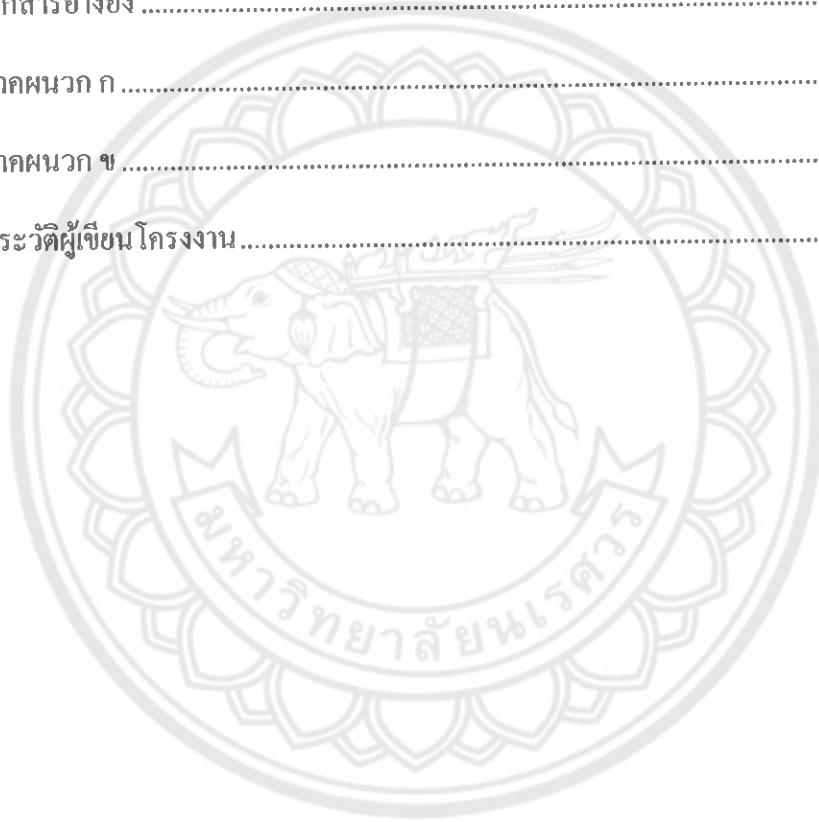 กสารอ้างอิง ................................................................
าคผนวก ก ................................................................
าคผนวก ข ................................................................
ระวัติผู้เขียนโครงงาน ................................................................
มหาวิทยาลัยนเรศวร